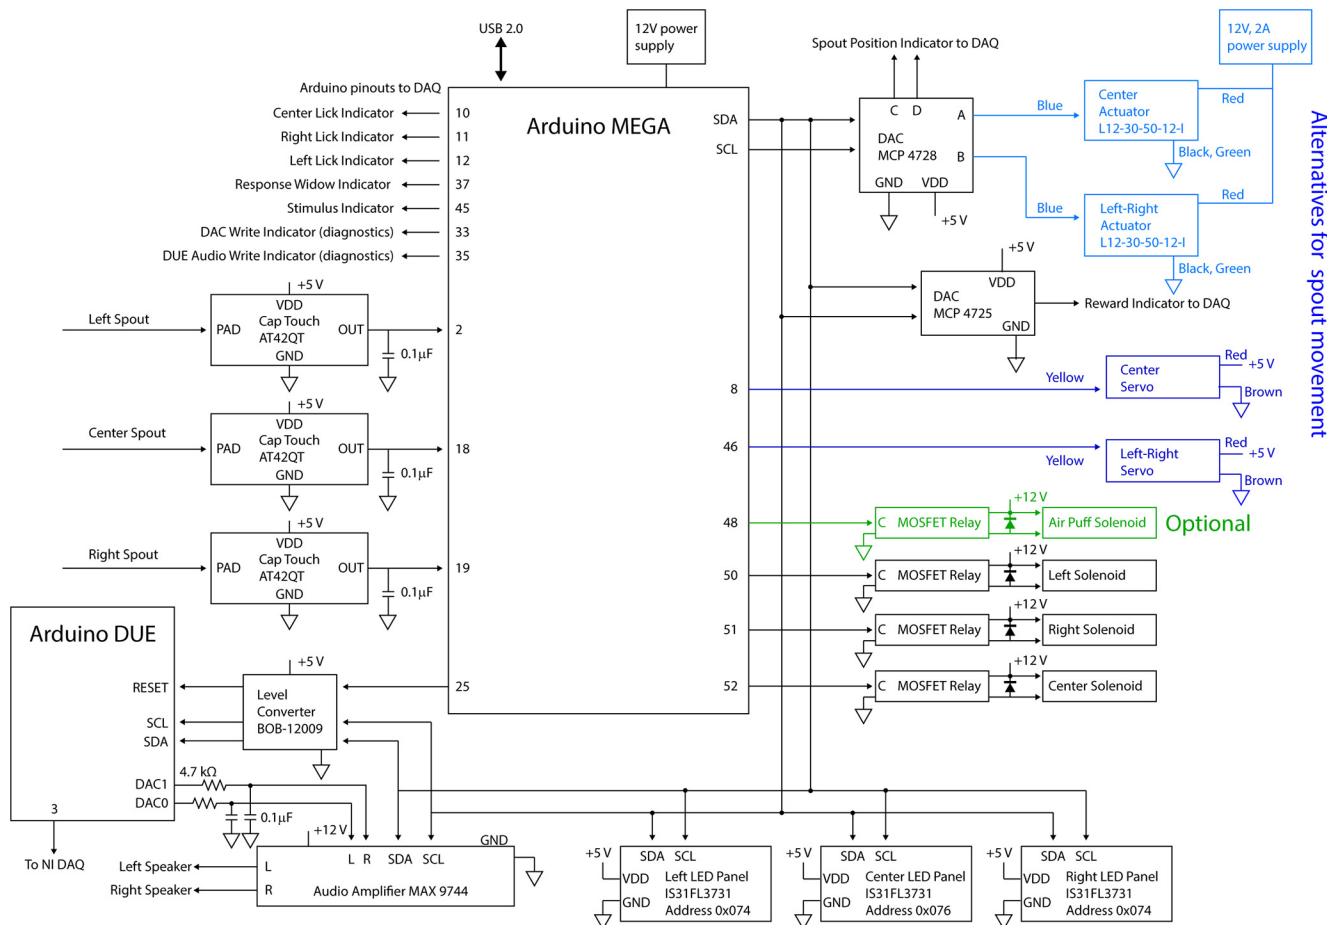 USB 2.0
12V power
supply
12V, 2A
power supply
Spout Position Indicator to DAQ
Arduino pinouts to DAQ
Arduino MEGA
Center Lick Indicator
10
Right Lick Indicator
11
Left Lick Indicator
12
Response Widow Indicator
37
Stimulus Indicator
45
DAC Write Indicator (diagnostics)
33
DUE Audio Write Indicator (diagnostics)
35
SDA
SCL
C D A
DAC
MCP 4728
B
GND VDD
+5 V
Blue
Center
Actuator
L12-30-50-12-I
Red
Black, Green
Blue
Left-Right
Actuator
L12-30-50-12-I
Red
Black, Green
Alternatives for spout movement
+5 V
VDD
DAC
MCP 4725
GND
Reward Indicator to DAQ
Left Spout
+5 V
VDD
PAD
Cap Touch
AT42QT
OUT
GND
0.1μF
2
Center Spout
+5 V
VDD
PAD
Cap Touch
AT42QT
OUT
GND
0.1μF
18
Right Spout
+5 V
VDD
PAD
Cap Touch
AT42QT
OUT
GND
0.1μF
19
8
Yellow
Center
Servo
Red
+5 V
Brown
46
Yellow
Left-Right
Servo
Red
+5 V
Brown
48
C MOSFET Relay
+12 V
Air Puff Solenoid
Optional
50
C MOSFET Relay
+12 V
Left Solenoid
51
C MOSFET Relay
+12 V
Right Solenoid
52
C MOSFET Relay
+12 V
Center Solenoid
Arduino DUE
RESET
SCL
SDA
+5 V
Level
Converter
BOB-12009
25
DAC1
DAC0
4.7 kΩ
0.1μF
3
To NI DAQ
+12 V
GND
L R SDA SCL
L
R
Audio Amplifier MAX 9744
Left Speaker
Right Speaker
+5 V
SDA SCL
VDD
GND
Left LED Panel
IS31FL3731
Address 0x074
+5 V
SDA SCL
VDD
GND
Center LED Panel
IS31FL3731
Address 0x076
+5 V
SDA SCL
VDD
GND
Right LED Panel
IS31FL3731
Address 0x074